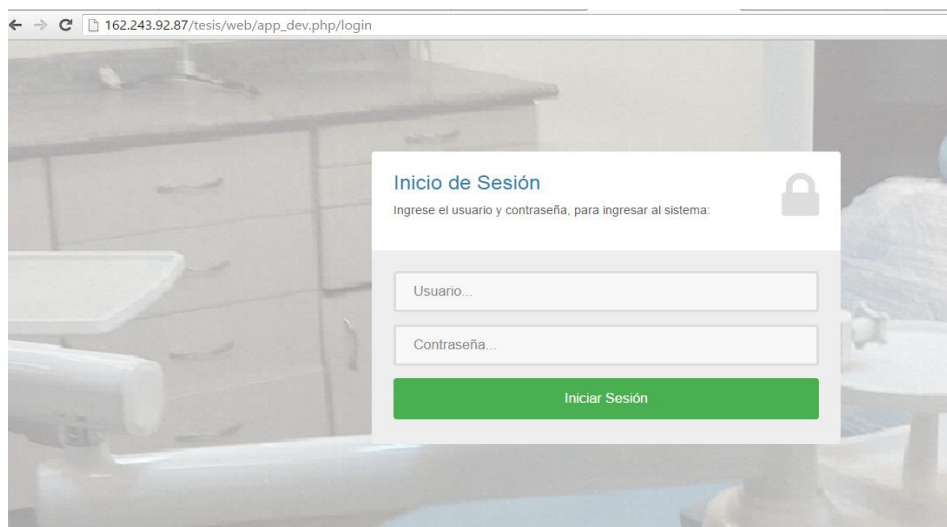 162.243.92.87/tesis/web/app_dev.php/login
Inicio de Sesión
Ingrese el usuario y contraseña, para ingresar al sistema:
Usuario...
Contraseña...
Iniciar Sesión